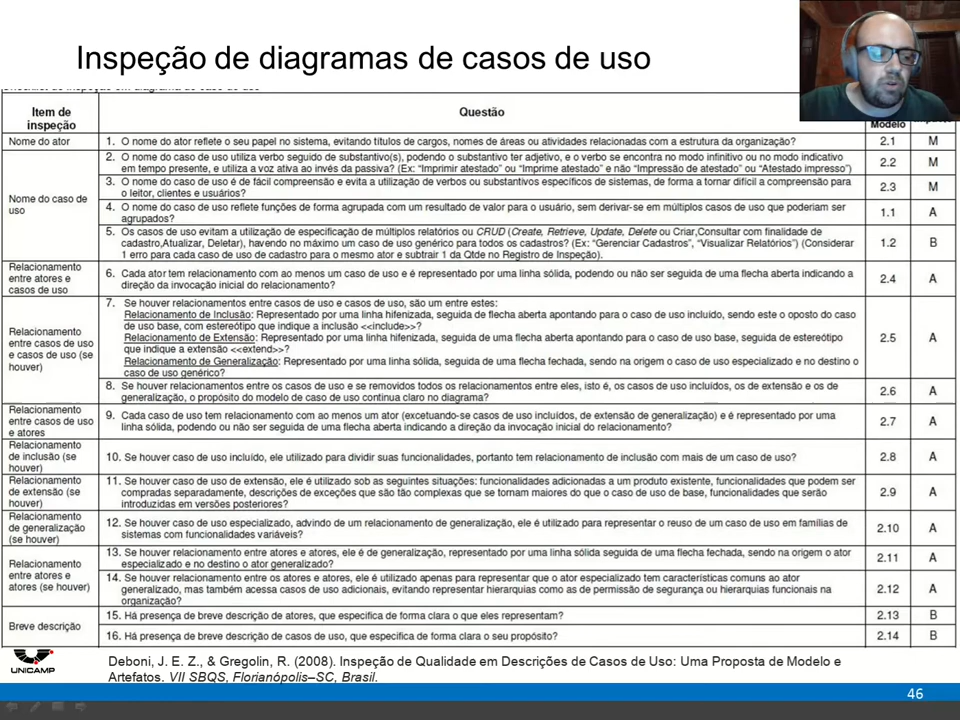 Inspeção de diagramas de casos de uso
Item de inspeção
Questão
Modelo
Nome do ator
1. O nome do ator reflete o seu papel no sistema, evitando títulos de cargos, nomes de áreas ou atividades relacionadas com a estrutura da organização?
2.1
M
Nome do caso de uso
2. O nome do caso de uso utiliza verbo seguido de substantivo(s), podendo o substantivo ter adjetivo, e o verbo se encontra no modo infinitivo ou no modo indicativo
em tempo presente, e utiliza a voz ativa ao invés da passiva? (Ex: “Imprimir atestado” ou “Imprime atestado” e não “Impressão de atestado” ou “Atestado impresso”)
2.2
M
3. O nome do caso de uso é de fácil compreensão e evita a utilização de verbos ou substantivos específicos de sistemas, de forma a tornar difícil a compreensão para
o leitor, clientes e usuários?
2.3
M
4. O nome do caso de uso reflete funções de forma agrupada com um resultado de valor para o usuário, sem derivar-se em múltiplos casos de uso que poderiam ser
agrupados?
1.1
A
5. Os casos de uso evitam a utilização de especificação de múltiplos relatórios ou CRUD (Create, Retrieve, Update, Delete ou Criar,Consultar com finalidade de
cadastro,Atualizar, Deletar), havendo no máximo um caso de uso genérico para todos os cadastros? (Ex: “Gerenciar Cadastros”, “Visualizar Relatórios”) (Considerar
1 erro para cada caso de uso de cadastro para o mesmo ator e subtrair 1 da Qtde no Registro de Inspeção).
1.2
B
Relacionamento
entre atores e
casos de uso
6. Cada ator tem relacionamento com ao menos um caso de uso e é representado por uma linha sólida, podendo ou não ser seguida de uma flecha aberta indicando a
direção da invocação inicial do relacionamento?
2.4
A
Relacionamento
entre casos de uso
e casos de uso (se
houver)
7. Se houver relacionamentos entre casos de uso e casos de uso, são um entre estes:
Relacionamento de Inclusão: Representado por uma linha hifenizada, seguida de flecha aberta apontando para o caso de uso incluído, sendo este o oposto do caso
de uso base, com estereótipo que indique a inclusão <<include>>?
Relacionamento de Extensão: Representado por uma linha hifenizada, seguida de uma flecha aberta apontando para o caso de uso base, seguida de estereótipo
que indique a extensão <<extend>>?
Relacionamento de Generalização: Representado por uma linha sólida, seguida de uma flecha fechada, sendo na origem o caso de uso especializado e no destino o
caso de uso genérico?
2.5
A
8. Se houver relacionamentos entre os casos de uso e se removidos todos os relacionamentos entre eles, isto é, os casos de uso incluídos, os de extensão e os de
generalização, o propósito do modelo de caso de uso continua claro no diagrama?
2.6
A
Relacionamento
entre casos de uso
e atores
9. Cada caso de uso tem relacionamento com ao menos um ator (excetuando-se casos de uso incluídos, de extensão de generalização) e é representado por uma
linha sólida, podendo ou não ser seguida de uma flecha aberta indicando a direção da invocação inicial do relacionamento?
2.7
A
Relacionamento
de inclusão (se
houver)
10. Se houver caso de uso incluído, ele utilizado para dividir suas funcionalidades, portanto tem relacionamento de inclusão com mais de um caso de uso?
2.8
A
Relacionamento
de extensão (se
houver)
11. Se houver caso de uso de extensão, ele é utilizado sob as seguintes situações: funcionalidades adicionadas a um produto existente, funcionalidades que podem ser
compradas separadamente, descrições de exceções que são tão complexas que se tornam maiores do que o caso de uso de base, funcionalidades que serão
introduzidas em versões posteriores?
2.9
A
Relacionamento
de generalização
(se houver)
12. Se houver caso de uso especializado, advindo de um relacionamento de generalização, ele é utilizado para representar o reuso de um caso de uso em famílias de
sistemas com funcionalidades variáveis?
2.10
A
Relacionamento
entre atores e
atores (se houver)
13. Se houver relacionamento entre atores e atores, ele é de generalização, representado por uma linha sólida seguida de uma flecha fechada, sendo na origem o ator
especializado e no destino o ator generalizado?
2.11
A
14. Se houver relacionamento entre os atores e atores, ele é utilizado apenas para representar que o ator especializado tem características comuns ao ator
generalizado, mas também acessa casos de uso adicionais, evitando representar hierarquias como as de permissão de segurança ou hierarquias funcionais na
organização?
2.12
A
Breve descrição
15. Há presença de breve descrição de atores, que especifica de forma clara o que eles representam?
2.13
B
16. Há presença de breve descrição de casos de uso, que especifica de forma clara o seu propósito?
2.14
B
UNICAMP
Deboni, J. E. Z., & Gregolin, R. (2008). Inspeção de Qualidade em Descrições de Casos de Uso: Uma Proposta de Modelo e
Artefatos. VII SBQS, Florianópolis–SC, Brasil.
46